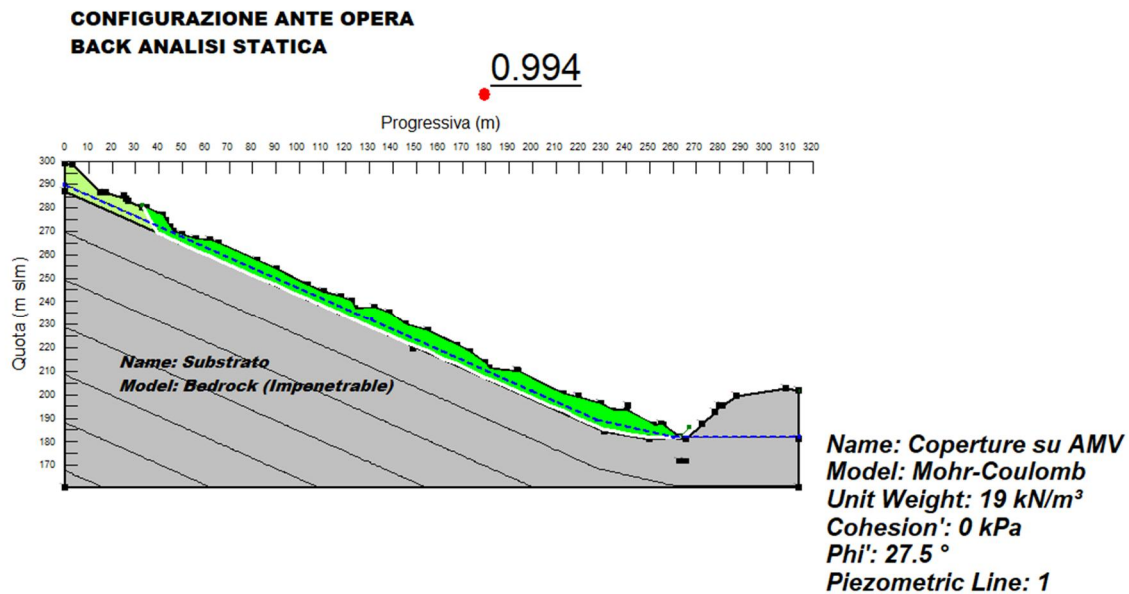 CONFIGURAZIONE ANTE OPERA
BACK ANALISI STATICA
0.994
Progressiva (m)
0 10 20 30 40 50 60 70 80 90 100 110 120 130 140 150 160 170 180 190 200 210 220 230 240 250 260 270 280 290 300 310 320
Quota (m slm)
300
290
280
270
260
250
240
230
220
210
200
190
180
170
Name: Substrato
Model: Bedrock (Impenetrable)
Name: Coperture su AMV
Model: Mohr-Coulomb
Unit Weight: 19 kN/m³
Cohesion': 0 kPa
Phi': 27.5 °
Piezometric Line: 1